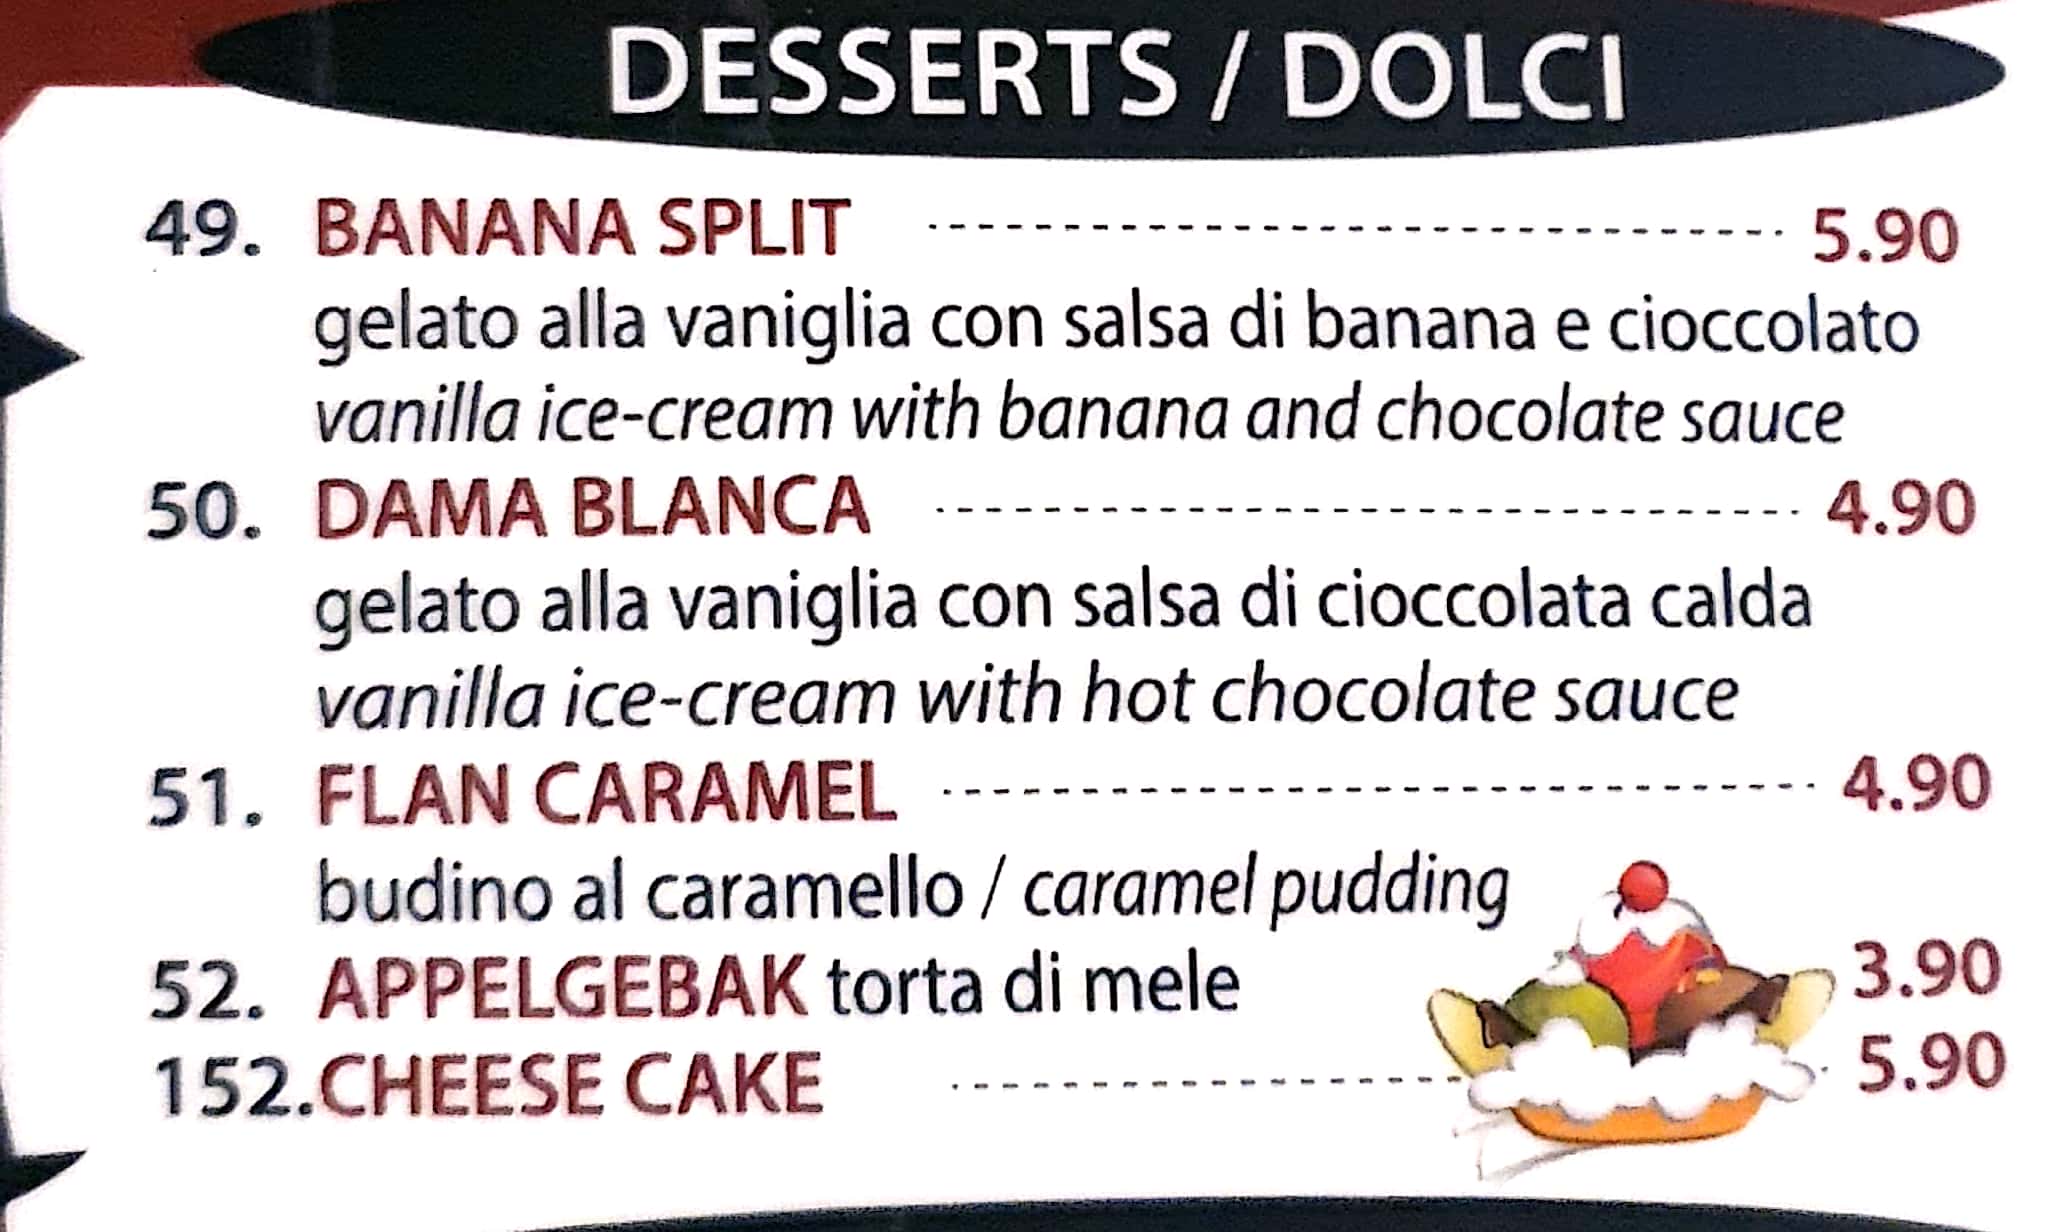 DESSERTS / DOLCI
49. BANANA SPLIT 5.90
gelato alla vaniglia con salsa di banana e cioccolato
vanilla ice-cream with banana and chocolate sauce
50. DAMA BLANCA 4.90
gelato alla vaniglia con salsa di cioccolata calda
vanilla ice-cream with hot chocolate sauce
51. FLAN CARAMEL 4.90
budino al caramello / caramel pudding
52. APPELGEBAK torta di mele 3.90
152. CHEESE CAKE 5.90